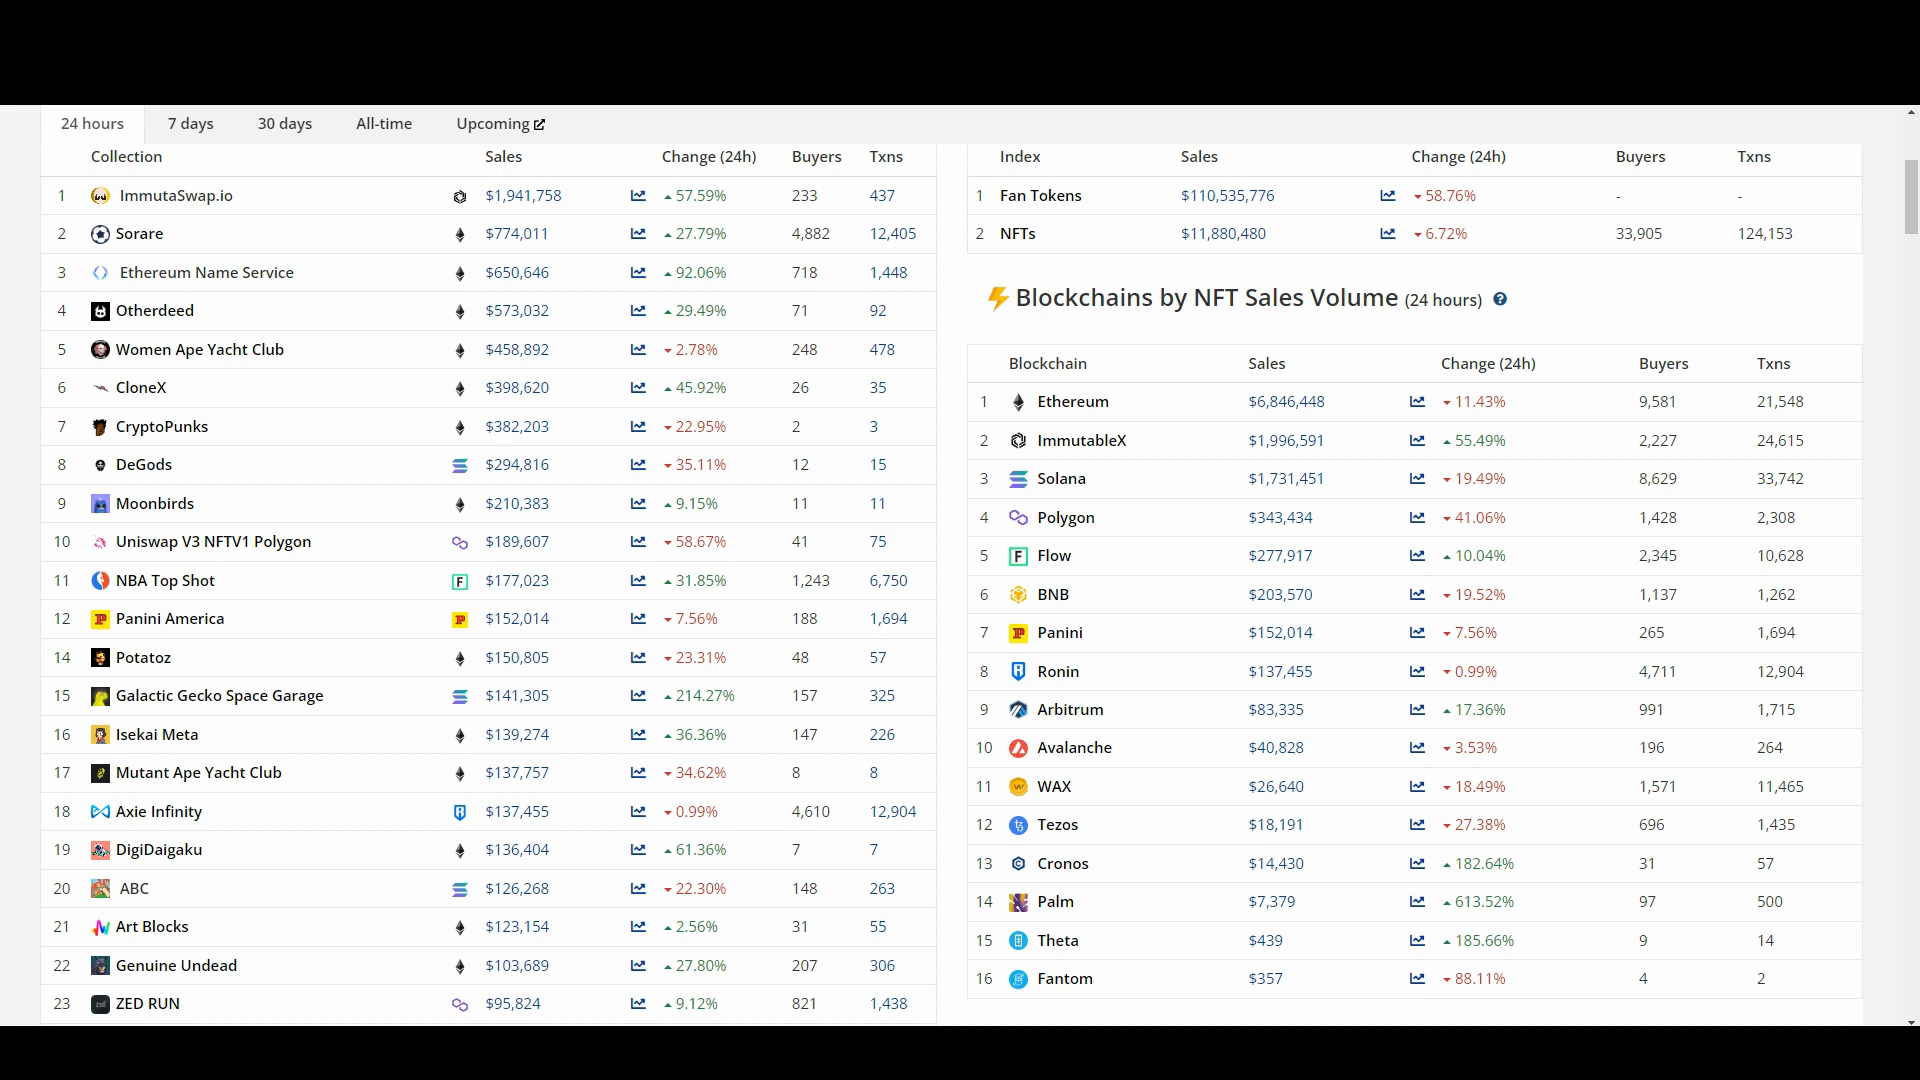 24 hours 7 days 30 days All-time Upcoming
Collection Sales Change (24h) Buyers Txns
1 ImmutaSwap.io $1,941,758 57.59% 233 437
2 Sorare $774,011 27.79% 4,882 12,405
3 Ethereum Name Service $650,646 92.06% 718 1,448
4 Otherdeed $573,032 29.49% 71 92
5 Women Ape Yacht Club $458,892 2.78% 248 478
6 CloneX $398,620 45.92% 26 35
7 CryptoPunks $382,203 22.95% 2 3
8 DeGods $294,816 35.11% 12 15
9 Moonbirds $210,383 9.15% 11 11
10 Uniswap V3 NFTV1 Polygon $189,607 58.67% 41 75
11 NBA Top Shot F $177,023 31.85% 1,243 6,750
12 P Panini America P $152,014 7.56% 188 1,694
14 Potatoz $150,805 23.31% 48 57
15 Galactic Gecko Space Garage $141,305 214.27% 157 325
16 Isekai Meta $139,274 36.36% 147 226
17 Mutant Ape Yacht Club $137,757 34.62% 8 8
18 Axie Infinity $137,455 0.99% 4,610 12,904
19 DigiDaigaku $136,404 61.36% 7 7
20 ABC $126,268 22.30% 148 263
21 Art Blocks $123,154 2.56% 31 55
22 Genuine Undead $103,689 27.80% 207 306
23 ZED RUN $95,824 9.12% 821 1,438
Index Sales Change (24h) Buyers Txns
1 Fan Tokens $110,535,776 58.76% - -
2 NFTs $11,880,480 6.72% 33,905 124,153
Blockchains by NFT Sales Volume (24 hours) ?
Blockchain Sales Change (24h) Buyers Txns
1 Ethereum $6,846,448 11.43% 9,581 21,548
2 ImmutableX $1,996,591 55.49% 2,227 24,615
3 Solana $1,731,451 19.49% 8,629 33,742
4 Polygon $343,434 41.06% 1,428 2,308
5 F Flow $277,917 10.04% 2,345 10,628
6 BNB $203,570 19.52% 1,137 1,262
7 P Panini $152,014 7.56% 265 1,694
8 Ronin $137,455 0.99% 4,711 12,904
9 Arbitrum $83,335 17.36% 991 1,715
10 Avalanche $40,828 3.53% 196 264
11 WAX $26,640 18.49% 1,571 11,465
12 Tezos $18,191 27.38% 696 1,435
13 Cronos $14,430 182.64% 31 57
14 Palm $7,379 613.52% 97 500
15 Theta $439 185.66% 9 14
16 Fantom $357 88.11% 4 2